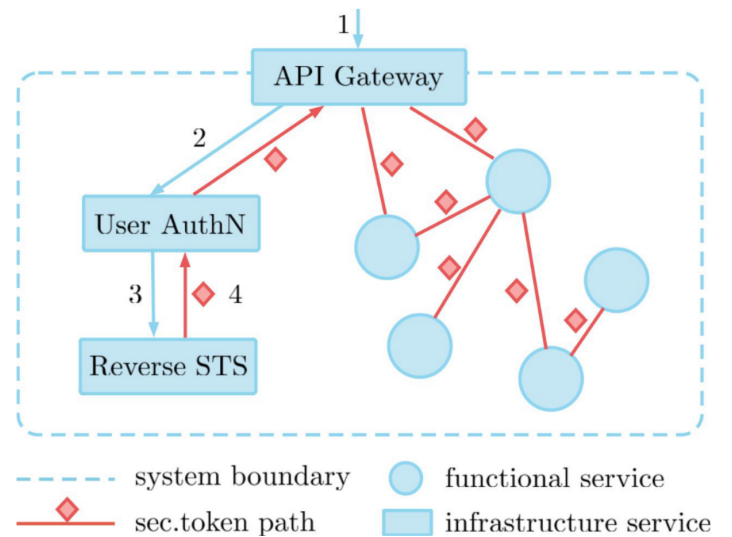 1
API Gateway
2
User AuthN
3
4
Reverse STS
system boundary
functional service
sec.token path
infrastructure service